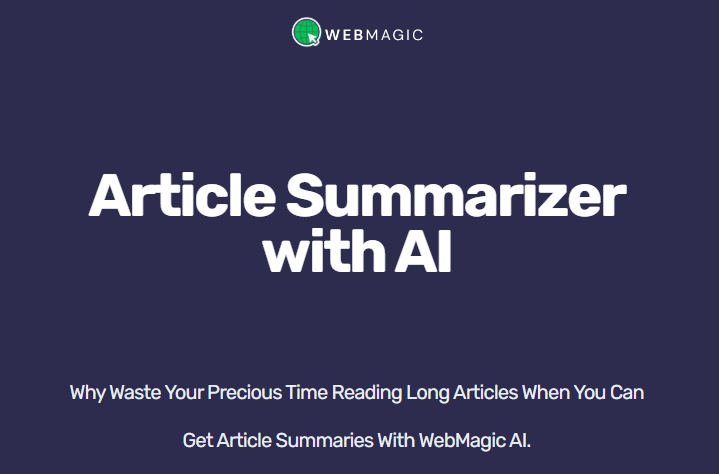 WEBMAGIC
Article Summarizer
with AI
Why Waste Your Precious Time Reading Long Articles When You Can
Get Article Summaries With WebMagic AI.